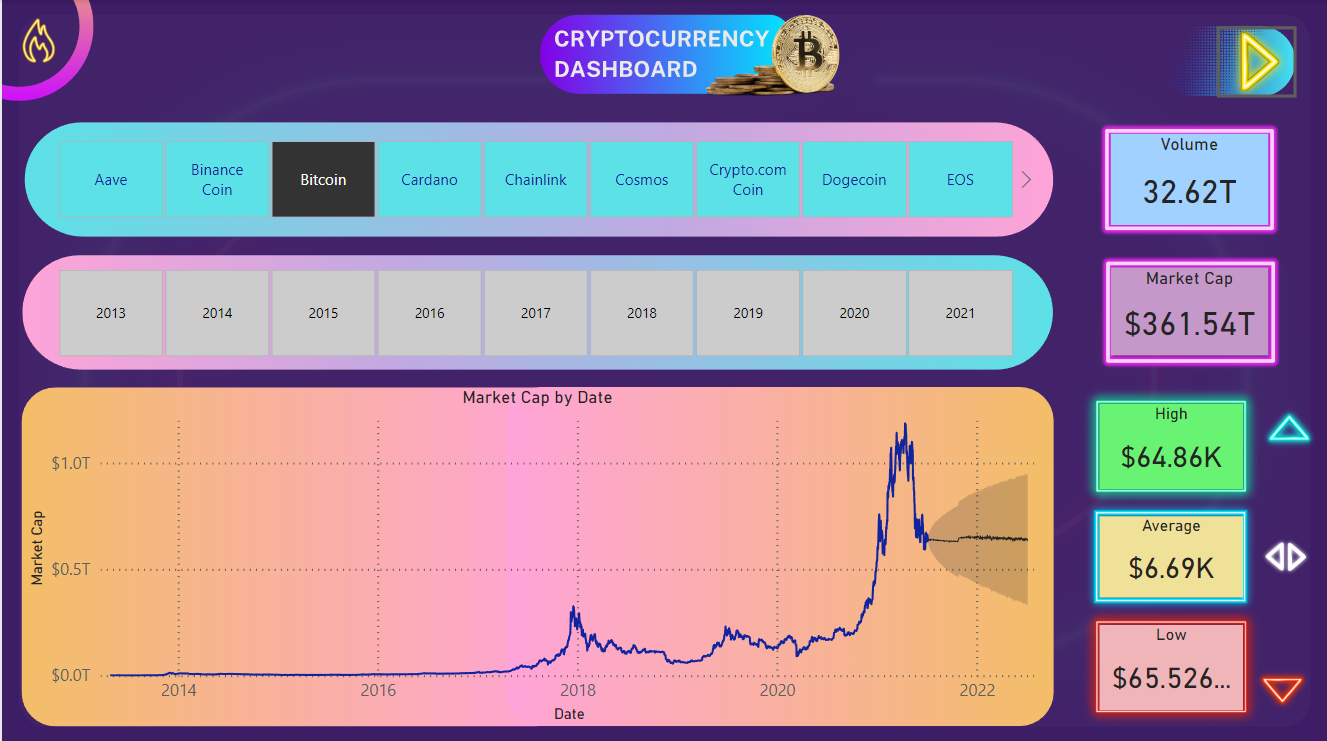 CRYPTOCURRENCY
DASHBOARD
Aave
Binance
Coin
Bitcoin
Cardano
Chainlink
Cosmos
Crypto.com
Coin
Dogecoin
EOS
2013
2014
2015
2016
2017
2018
2019
2020
2021
Market Cap by Date
$1.0T
$0.5T
$0.0T
Market Cap
2014
2016
2018
2020
2022
Date
Volume
32.62T
Market Cap
$361.54T
High
$64.86K
Average
$6.69K
Low
$65.526...